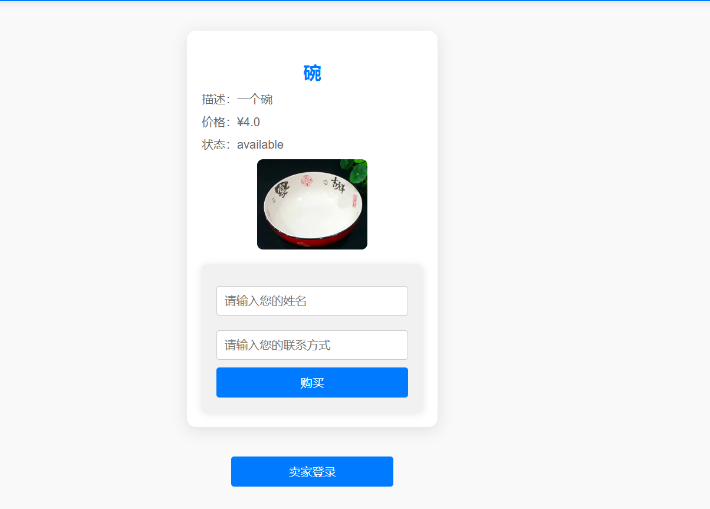 碗
描述：一个碗
价格：¥4.0
状态：available
请输入您的姓名
请输入您的联系方式
购买
卖家登录